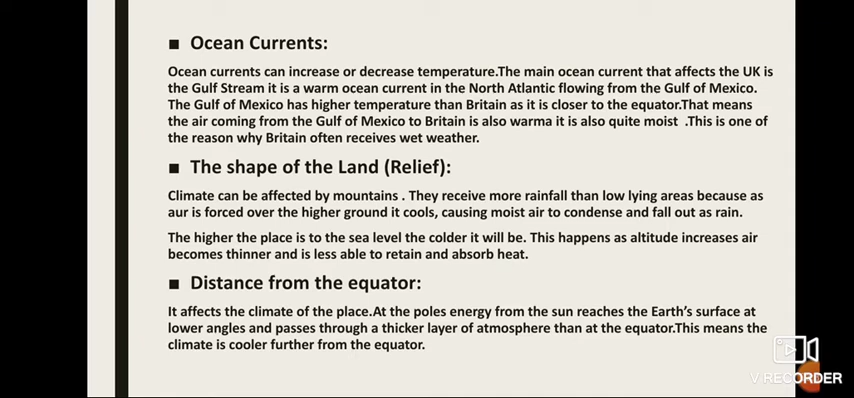 ■ Ocean Currents:
Ocean currents can increase or decrease temperature.The main ocean current that affects the UK is
the Gulf Stream it is a warm ocean current in the North Atlantic flowing from the Gulf of Mexico.
The Gulf of Mexico has higher temperature than Britain as it is closer to the equator.That means
the air coming from the Gulf of Mexico to Britain is also warma it is also quite moist .This is one of
the reason why Britain often receives wet weather.
■ The shape of the Land (Relief):
Climate can be affected by mountains . They receive more rainfall than low lying areas because as
aur is forced over the higher ground it cools, causing moist air to condense and fall out as rain.
The higher the place is to the sea level the colder it will be. This happens as altitude increases air
becomes thinner and is less able to retain and absorb heat.
■ Distance from the equator:
It affects the climate of the place.At the poles energy from the sun reaches the Earth's surface at
lower angles and passes through a thicker layer of atmosphere than at the equator.This means the
climate is cooler further from the equator.
V RECORDER